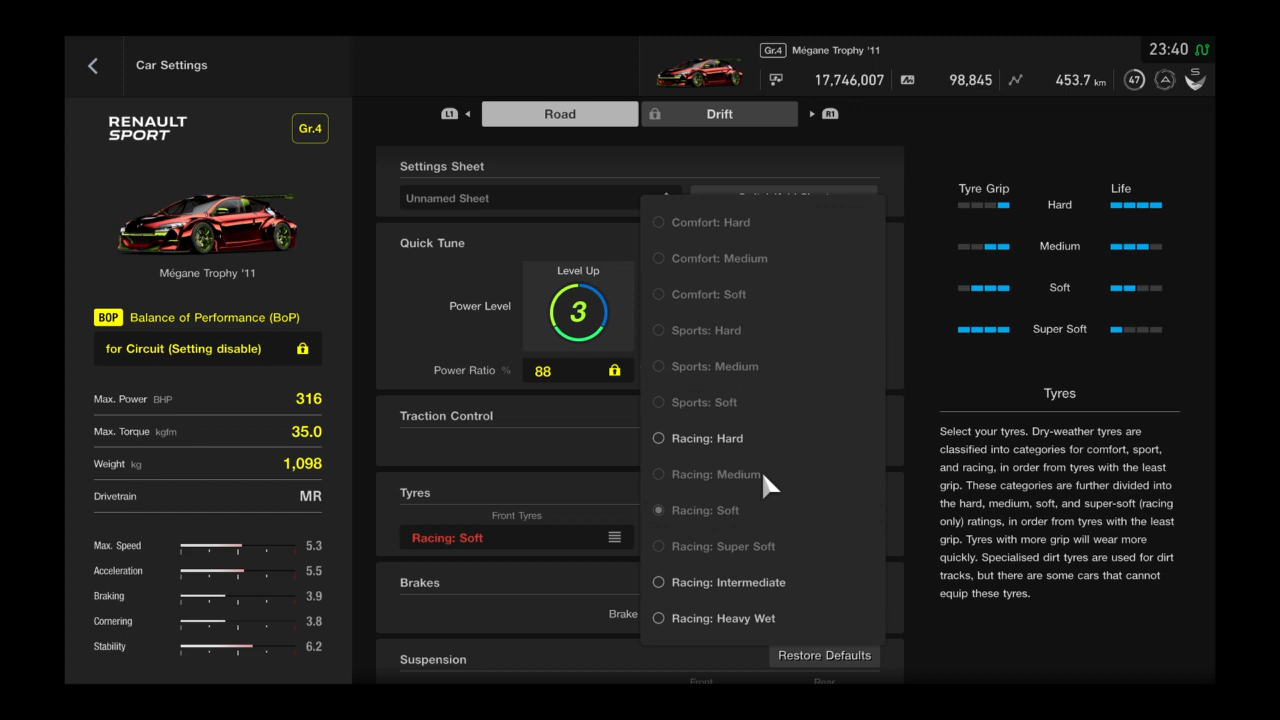 Car Settings
Gr.4 Mégane Trophy '11
23:40
17,746,007 98,845 453.7 km 47 A S
RENAULT
SPORT
Gr.4
L1 Road Drift R1
Mégane Trophy '11
BOP Balance of Performance (BoP)
for Circuit (Setting disable)
Max. Power BHP 316
Max. Torque kgfm 35.0
Weight kg 1,098
Drivetrain MR
Max. Speed 5.3
Acceleration 5.5
Braking 3.9
Cornering 3.8
Stability 6.2
Settings Sheet
Unnamed Sheet
Quick Tune
Level Up
Power Level 3
Power Ratio % 88
Traction Control
Tyres
Front Tyres
Racing: Soft
Brakes
Brake
Suspension
Front Rear
Comfort: Hard
Comfort: Medium
Comfort: Soft
Sports: Hard
Sports: Medium
Sports: Soft
Racing: Hard
Racing: Medium
Racing: Soft
Racing: Super Soft
Racing: Intermediate
Racing: Heavy Wet
Restore Defaults
Tyre Grip Life
Hard
Medium
Soft
Super Soft
Tyres
Select your tyres. Dry-weather tyres are
classified into categories for comfort, sport,
and racing, in order from tyres with the least
grip. These categories are further divided into
the hard, medium, soft, and super-soft (racing
only) ratings, in order from tyres with the least
grip. Tyres with more grip will wear more
quickly. Specialised dirt tyres are used for dirt
tracks, but there are some cars that cannot
equip these tyres.